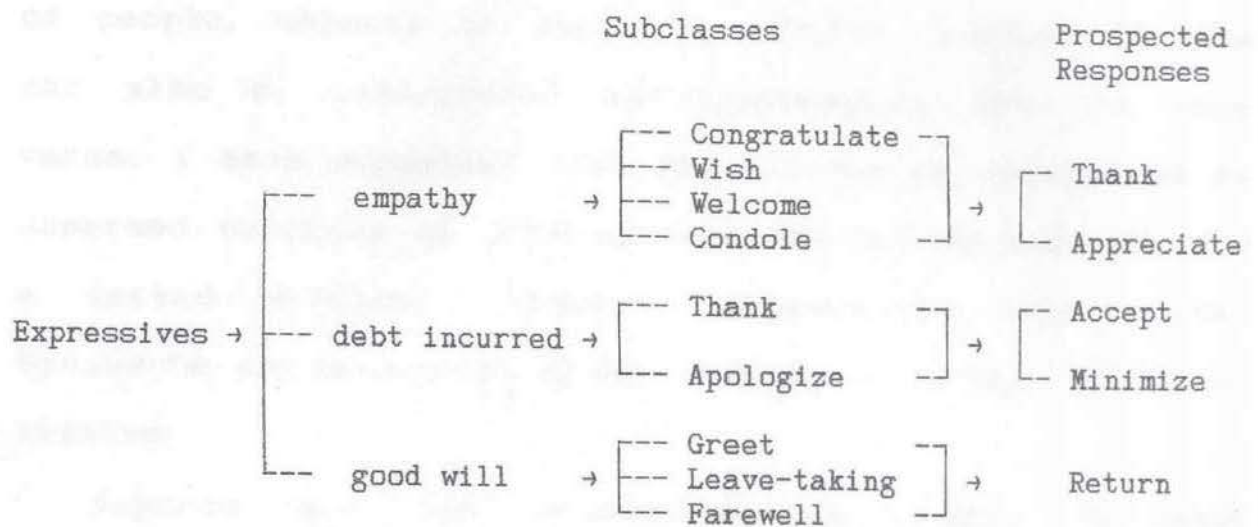 Subclasses
Prospected
Responses
Congratulate
Wish
Welcome
Condole
empathy
Thank
Appreciate
Expressives → debt incurred →
Thank
Apologize
Accept
Minimize
good will →
Greet
Leave-taking
Farewell
Return